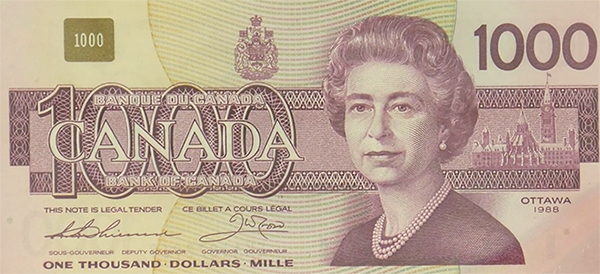 1000
1000
BANQUE DU CANADA
1000
CANADA
BANK OF CANADA
THIS NOTE IS LEGAL TENDER CE BILLET A COURS LÉGAL
OTTAWA
1988
SOUS-GOUVERNEUR DEPUTY GOVERNOR GOVERNOR GOUVERNEUR
ONE THOUSAND • DOLLARS • MILLE